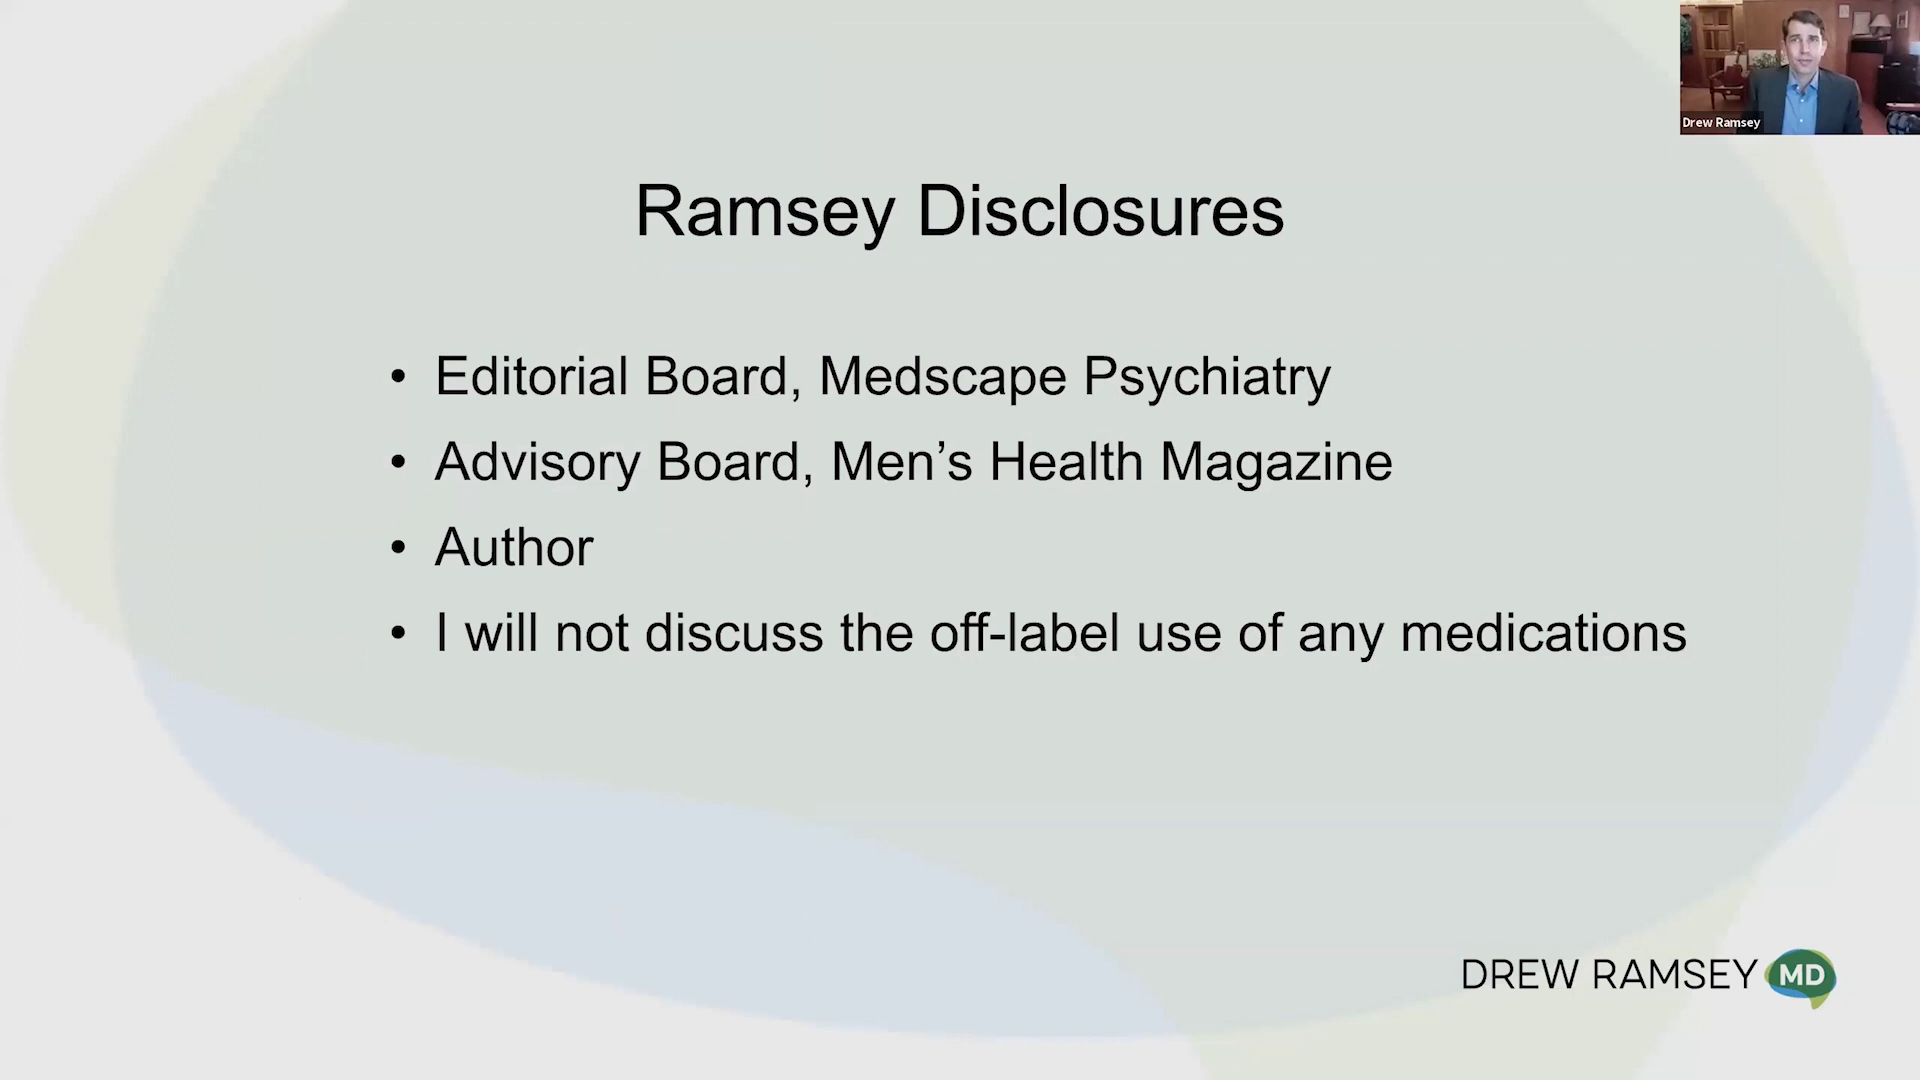 Drew Ramsey
Ramsey Disclosures
• Editorial Board, Medscape Psychiatry
• Advisory Board, Men’s Health Magazine
• Author
• I will not discuss the off-label use of any medications
DREW RAMSEY MD